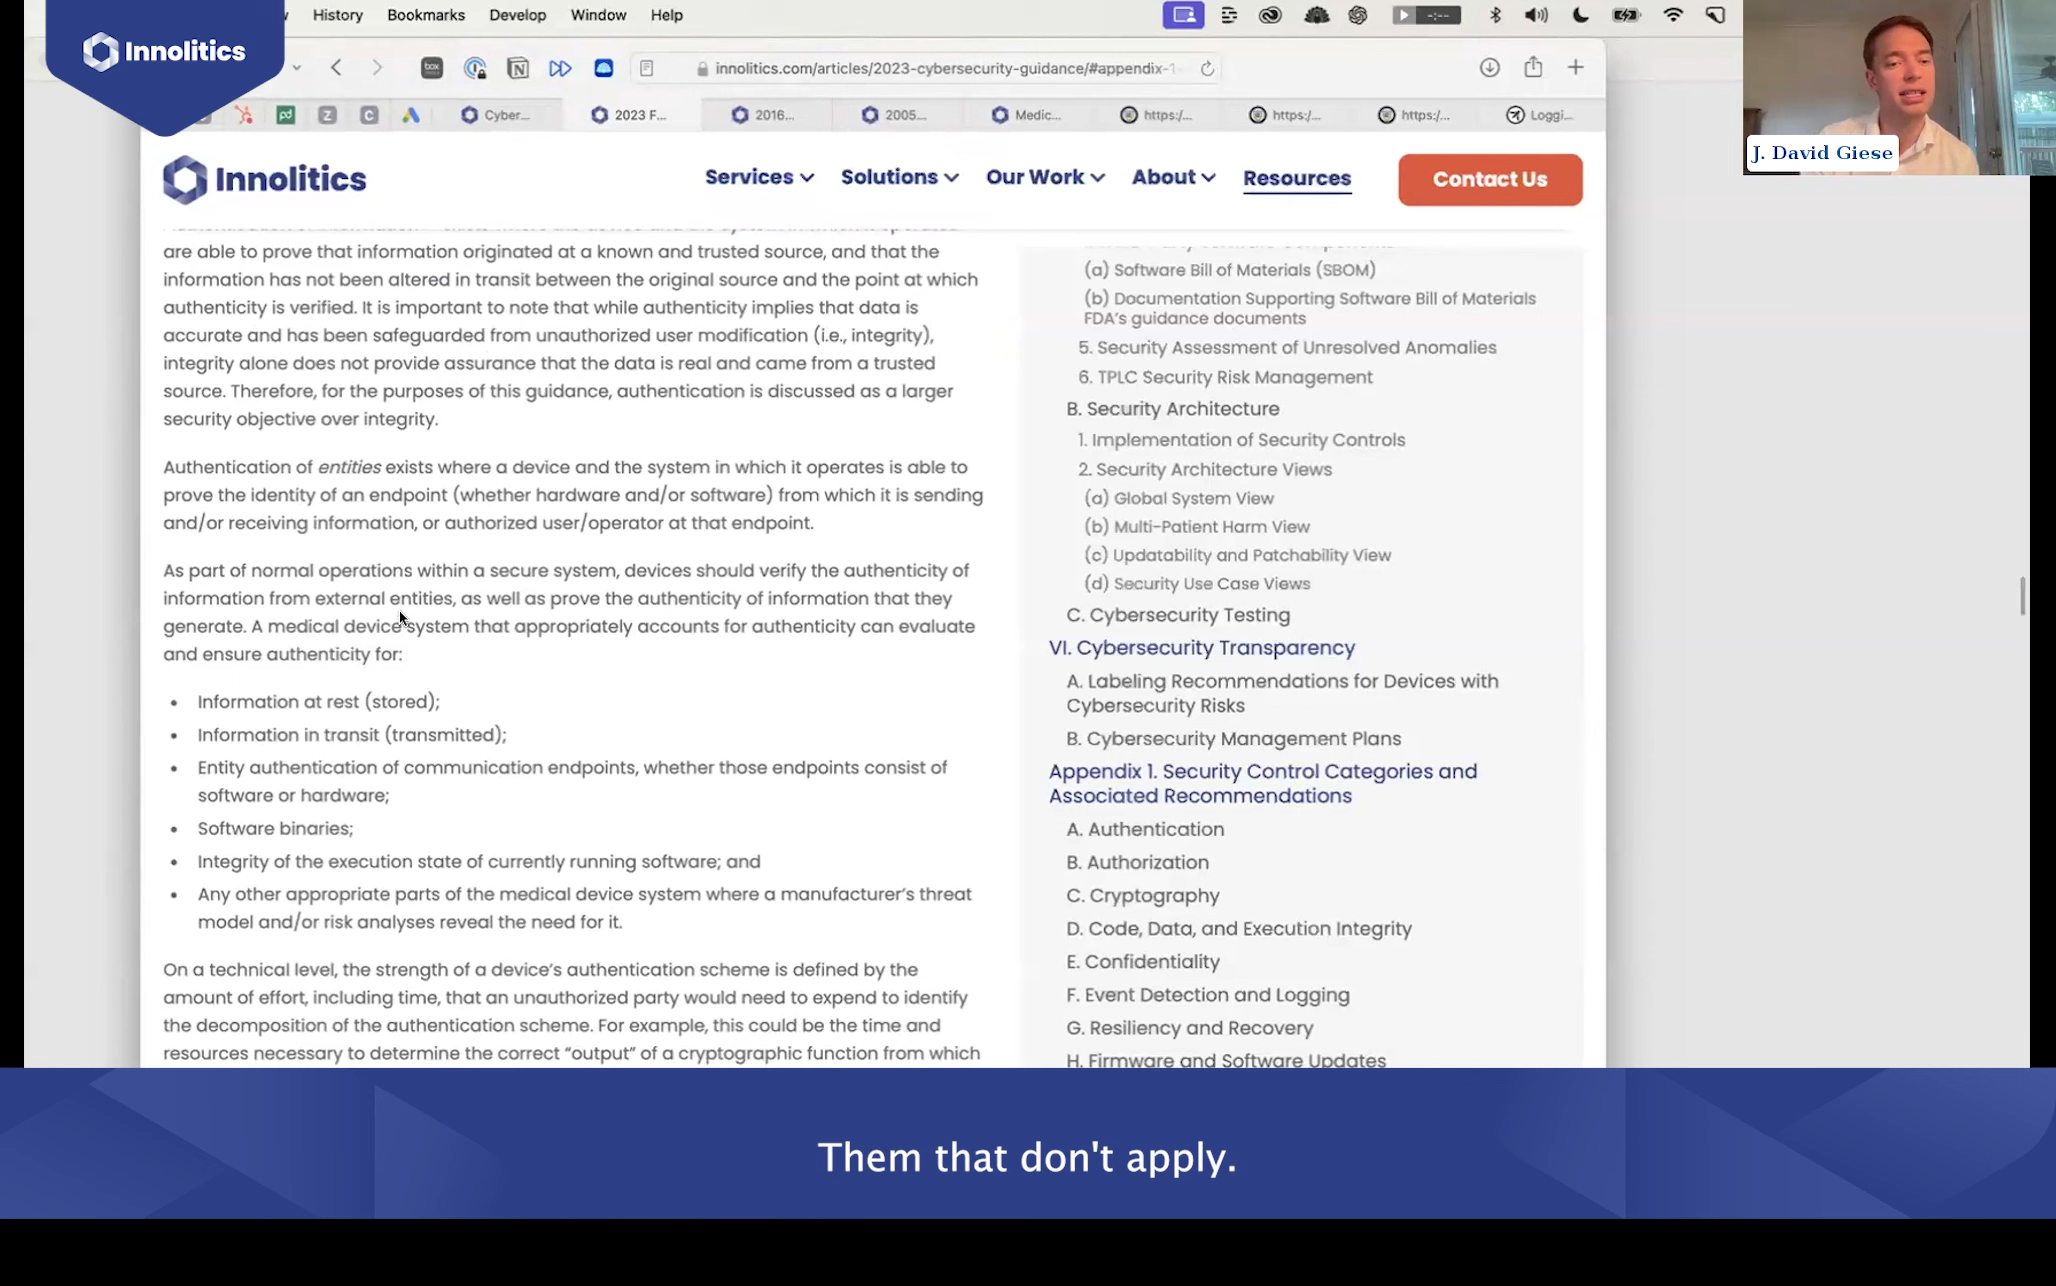 History
Bookmarks
Develop
Window
Help
Innolitics
innolitics.com/articles/2023-cybersecurity-guidance/#appendix-1-
Cyber...
2023 F...
2016...
2005...
Medic...
https:/...
https:/...
https:/...
Loggi...
J. David Giese
Innolitics
Services
Solutions
Our Work
About
Resources
Contact Us
are able to prove that information originated at a known and trusted source, and that the
information has not been altered in transit between the original source and the point at which
authenticity is verified. It is important to note that while authenticity implies that data is
accurate and has been safeguarded from unauthorized user modification (i.e., integrity),
integrity alone does not provide assurance that the data is real and came from a trusted
source. Therefore, for the purposes of this guidance, authentication is discussed as a larger
security objective over integrity.
Authentication of entities exists where a device and the system in which it operates is able to
prove the identity of an endpoint (whether hardware and/or software) from which it is sending
and/or receiving information, or authorized user/operator at that endpoint.
As part of normal operations within a secure system, devices should verify the authenticity of
information from external entities, as well as prove the authenticity of information that they
generate. A medical device system that appropriately accounts for authenticity can evaluate
and ensure authenticity for:
• Information at rest (stored);
• Information in transit (transmitted);
• Entity authentication of communication endpoints, whether those endpoints consist of
software or hardware;
• Software binaries;
• Integrity of the execution state of currently running software; and
• Any other appropriate parts of the medical device system where a manufacturer's threat
model and/or risk analyses reveal the need for it.
On a technical level, the strength of a device's authentication scheme is defined by the
amount of effort, including time, that an unauthorized party would need to expend to identify
the decomposition of the authentication scheme. For example, this could be the time and
resources necessary to determine the correct “output” of a cryptographic function from which
(a) Software Bill of Materials (SBOM)
(b) Documentation Supporting Software Bill of Materials
FDA's guidance documents
5. Security Assessment of Unresolved Anomalies
6. TPLC Security Risk Management
B. Security Architecture
1. Implementation of Security Controls
2. Security Architecture Views
(a) Global System View
(b) Multi-Patient Harm View
(c) Updatability and Patchability View
(d) Security Use Case Views
C. Cybersecurity Testing
VI. Cybersecurity Transparency
A. Labeling Recommendations for Devices with
Cybersecurity Risks
B. Cybersecurity Management Plans
Appendix 1. Security Control Categories and
Associated Recommendations
A. Authentication
B. Authorization
C. Cryptography
D. Code, Data, and Execution Integrity
E. Confidentiality
F. Event Detection and Logging
G. Resiliency and Recovery
H. Firmware and Software Updates
Them that don't apply.